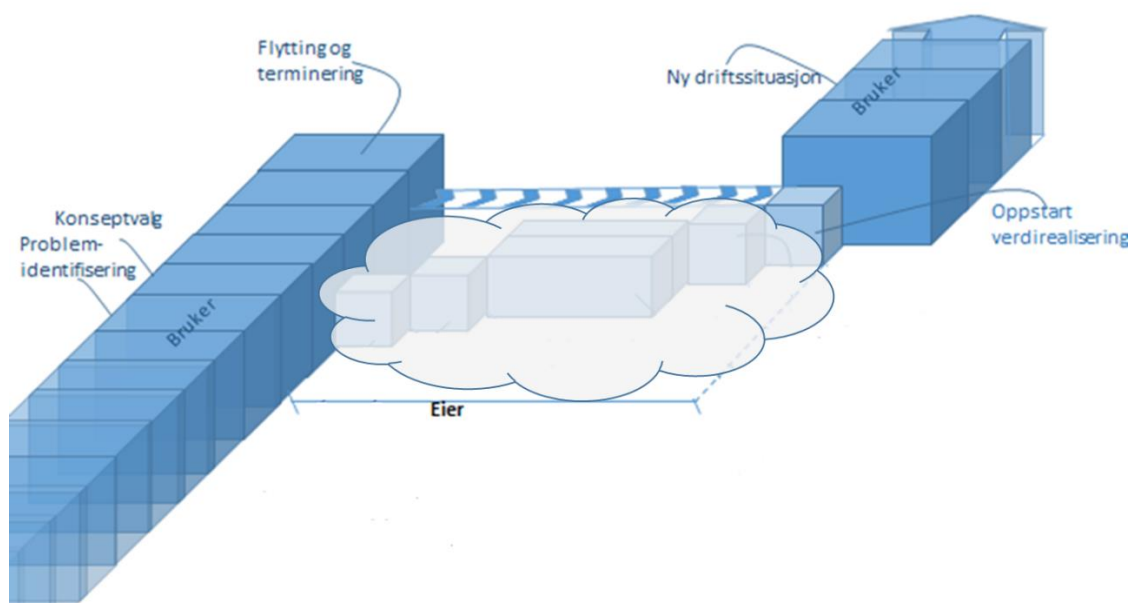 Flytting og
terminering
Ny driftssituasjon
Bruker
Konseptvalg
Problem-
identifisering
Bruker
Oppstart
verdirealisering
Eier